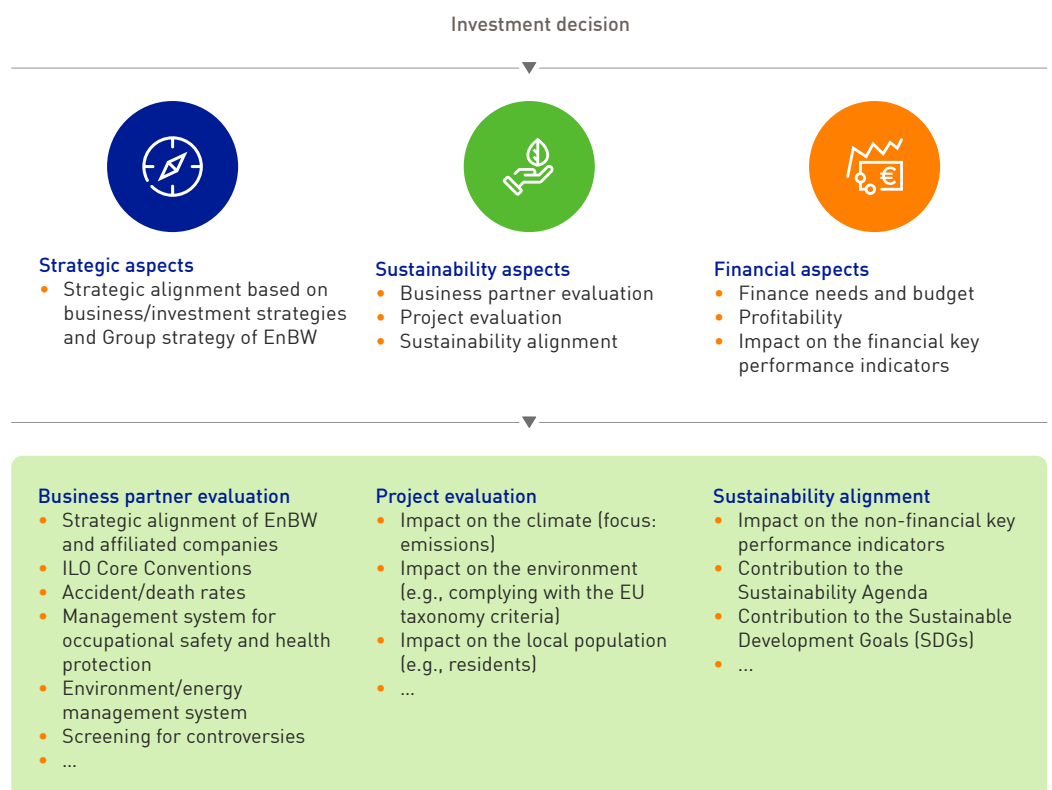 Investment decision
€
Strategic aspects
• Strategic alignment based on
business/investment strategies
and Group strategy of EnBW
Sustainability aspects
• Business partner evaluation
• Project evaluation
• Sustainability alignment
Financial aspects
• Finance needs and budget
• Profitability
• Impact on the financial key
performance indicators
Business partner evaluation
• Strategic alignment of EnBW
and affiliated companies
• ILO Core Conventions
• Accident/death rates
• Management system for
occupational safety and health
protection
• Environment/energy
management system
• Screening for controversies
• ...
Project evaluation
• Impact on the climate (focus:
emissions)
• Impact on the environment
(e.g., complying with the EU
taxonomy criteria)
• Impact on the local population
(e.g., residents)
• ...
Sustainability alignment
• Impact on the non-financial key
performance indicators
• Contribution to the
Sustainability Agenda
• Contribution to the Sustainable
Development Goals (SDGs)
• ...